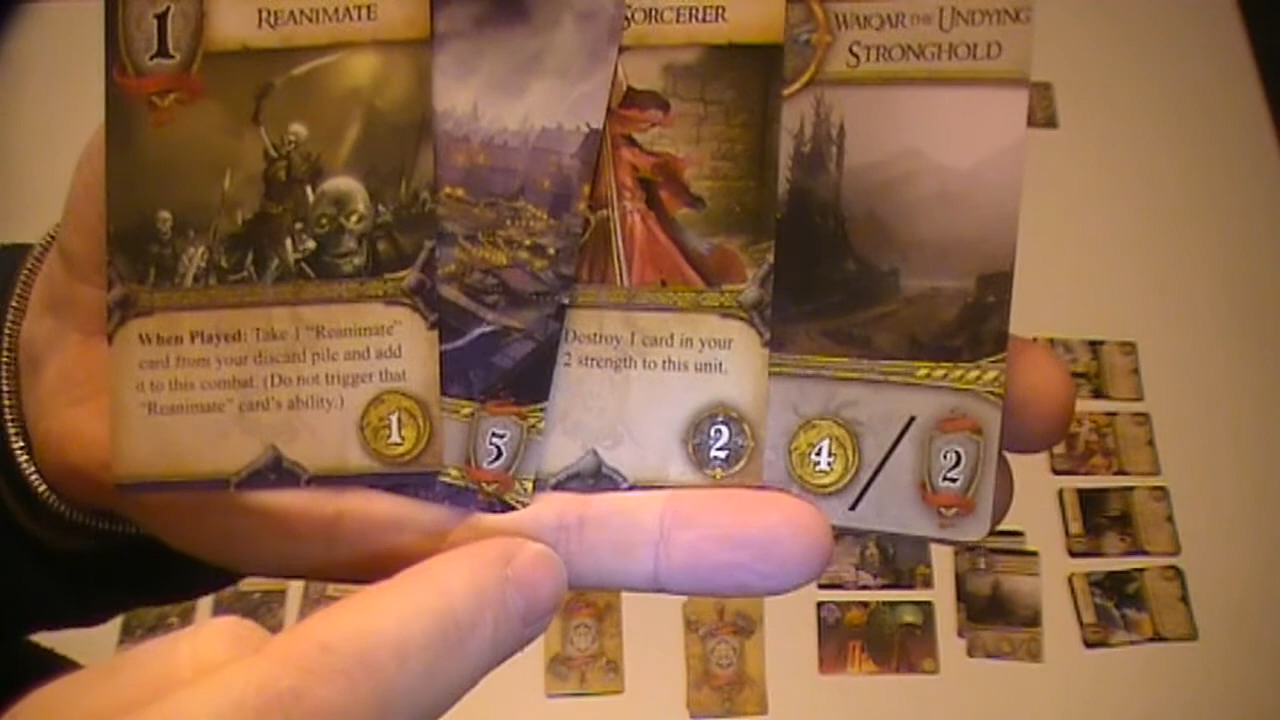 1
REANIMATE
When Played: Take 1 "Reanimate"
card from your discard pile and add
it to this combat. (Do not trigger that
"Reanimate" card's ability.)
1
5
SORCERER
Destroy 1 card in your
2 strength to this unit.
2
WAIQAR THE UNDYING
STRONGHOLD
4 / 2